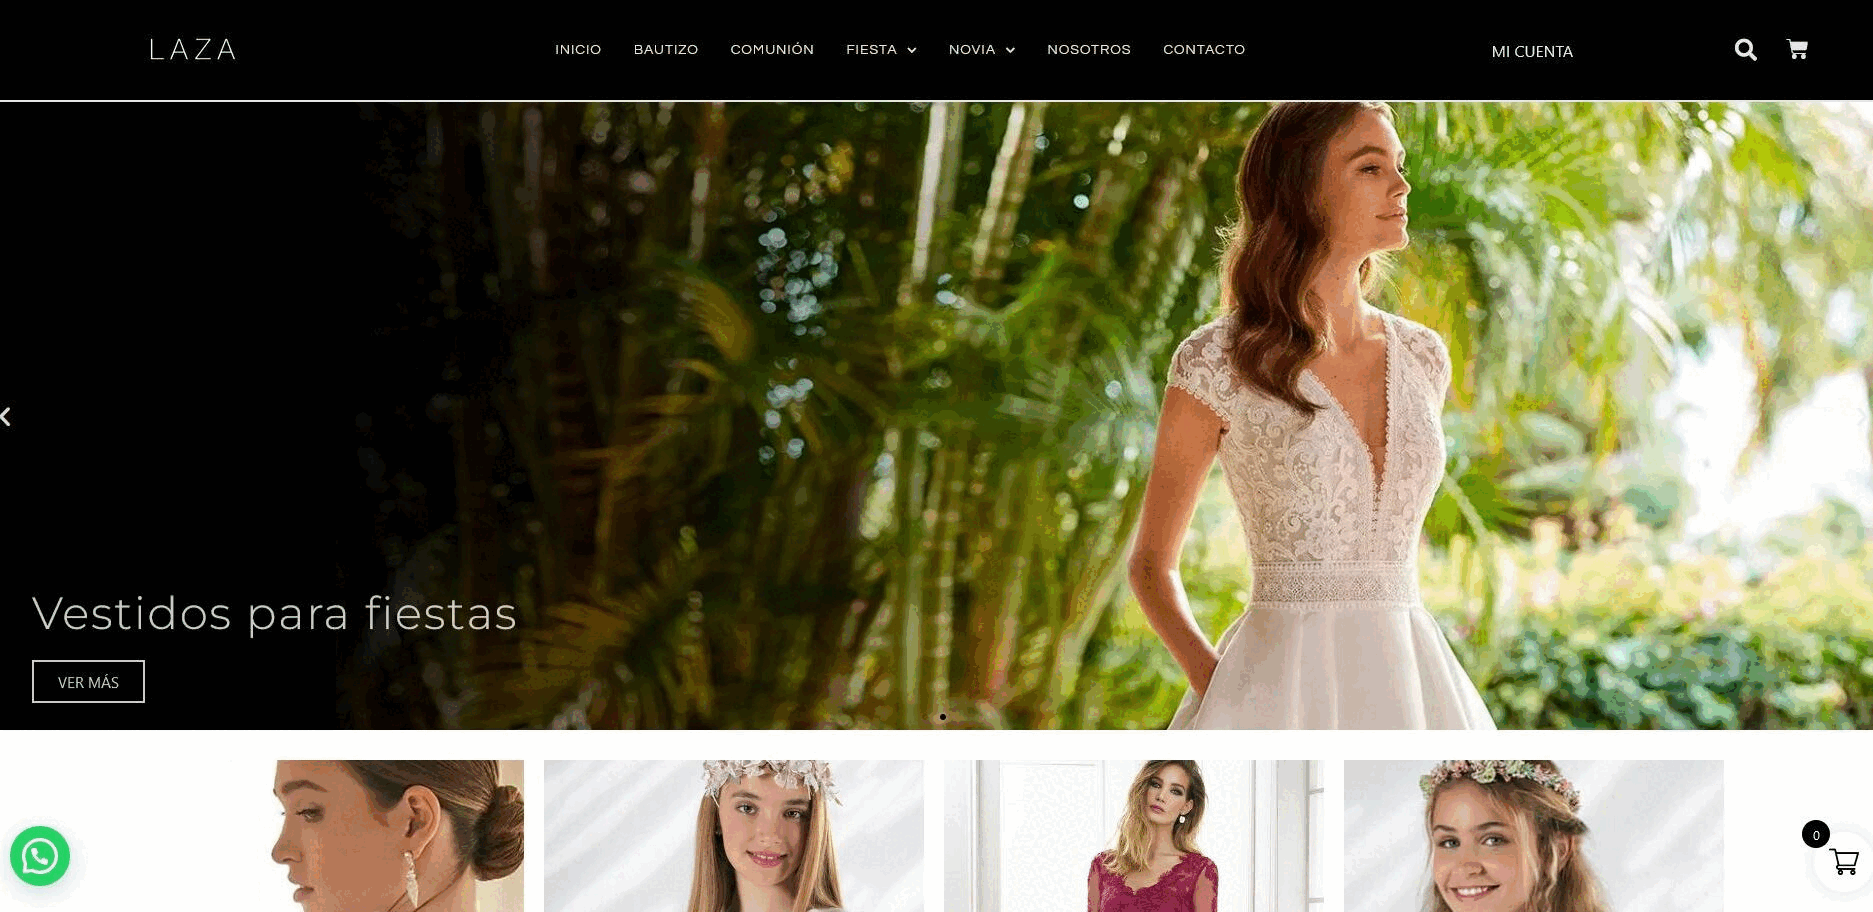 LAZA
INICIO BAUTIZO COMUNIÓN FIESTA NOVIA NOSOTROS CONTACTO
MI CUENTA
Vestidos para fiestas
VER MÁS
0